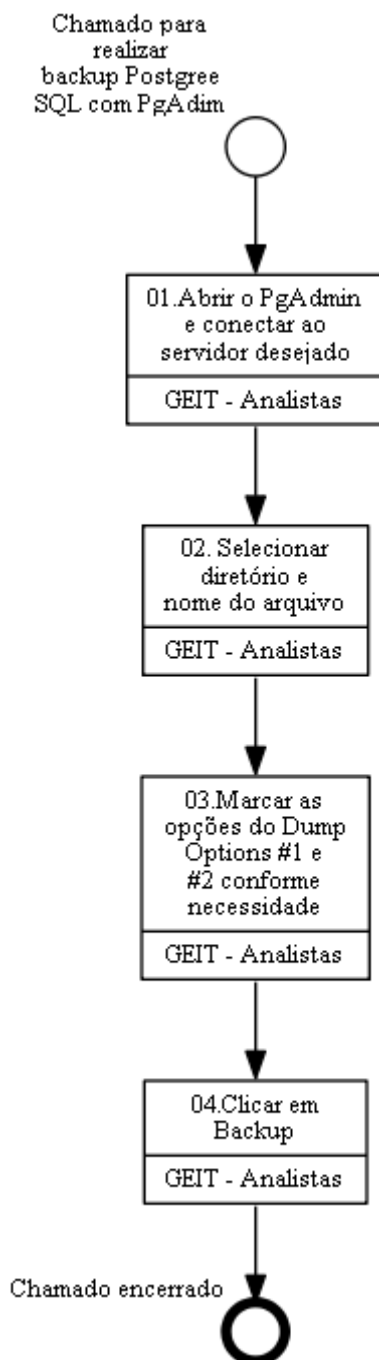 Chamado para
realizar
backup Postgree
SQL com PgAdim
01.Abrir o PgAdmin
e conectar ao
servidor desejado
GEIT - Analistas
02. Selecionar
diretório e
nome do arquivo
GEIT - Analistas
03.Marcar as
opções do Dump
Options #1 e
#2 conforme
necessidade
GEIT - Analistas
04.Clicar em
Backup
GEIT - Analistas
Chamado encerrado